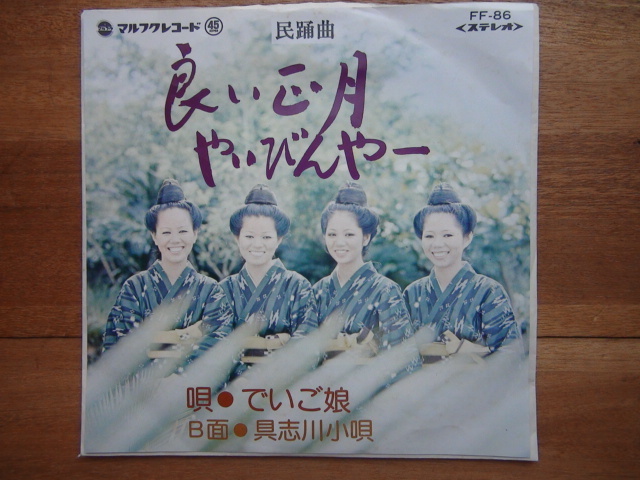 マルフクレコード 45
民踊曲
FF-86
<ステレオ>
良い正月
やいびんやー
唄●でいご娘
B面●具志川小唄